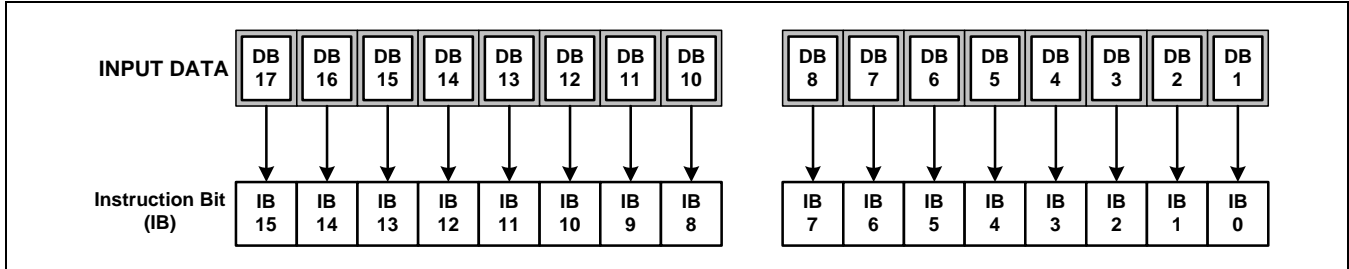 INPUT DATA DB 17 DB 16 DB 15 DB 14 DB 13 DB 12 DB 11 DB 10 DB 8 DB 7 DB 6 DB 5 DB 4 DB 3 DB 2 DB 1
Instruction Bit (IB) IB 15 IB 14 IB 13 IB 12 IB 11 IB 10 IB 9 IB 8 IB 7 IB 6 IB 5 IB 4 IB 3 IB 2 IB 1 IB 0